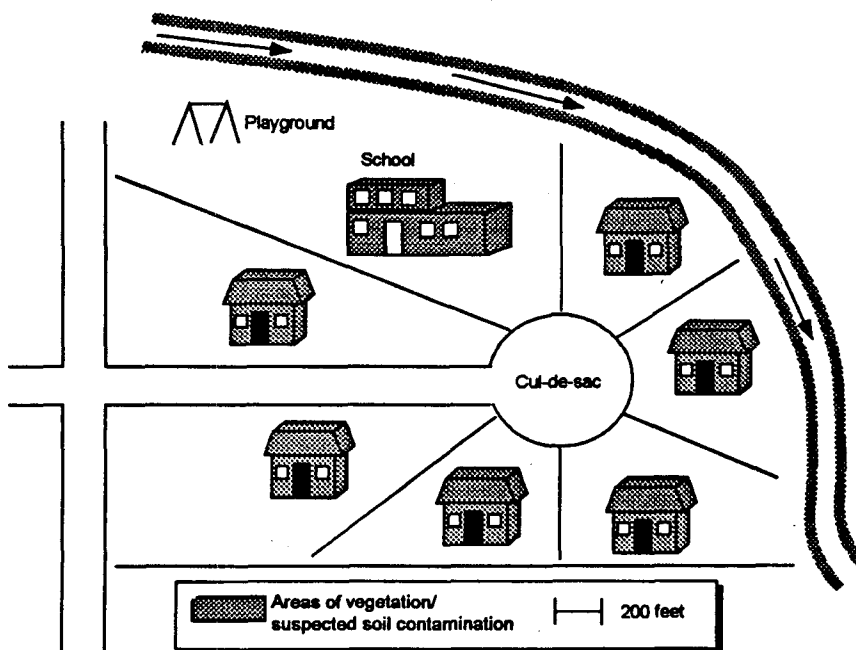 Playground
School
Cul-de-sac
Areas of vegetation/
suspected soil contamination
200 feet